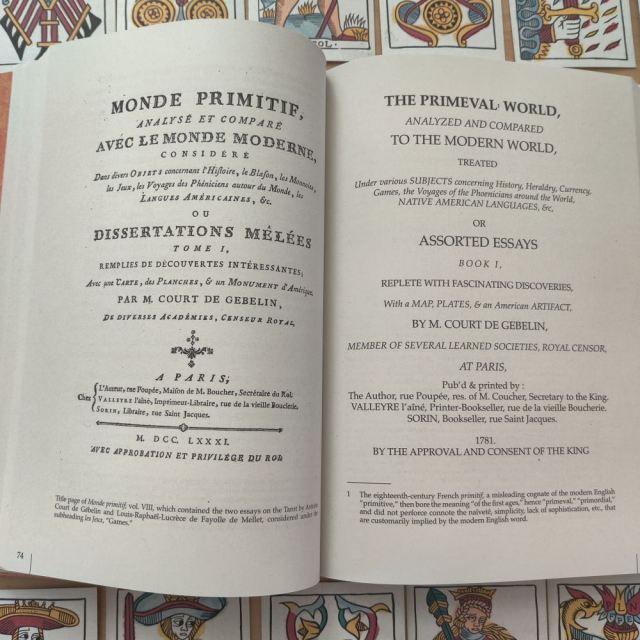 SOL.
MONDE PRIMITIF,
ANALYSÉ ET COMPARÉ
AVEC LE MONDE MODERNE,
CONSIDÉRÉ
Dans divers OBJETS concernant l'Histoire, le Blason, les Monnoies,
les Jeux, les Voyages des Phéniciens autour du Monde, les
LANGUES AMÉRICAINES, &c.
OU
DISSERTATIONS MÊLÉES
TOME I,
REMPLIES DE DÉCOUVERTES INTÉRESSANTES;
Avec une CARTE, des PLANCHES, & un MONUMENT d'Amérique.
PAR M. COURT DE GEBELIN,
DE DIVERSES ACADÉMIES, CENSEUR ROYAL,
A PARIS;
Chez
L'Auteur, rue Poupée, Maison de M. Boucher, Secrétaire du Roi.
VALLEYRE l'aîné, Imprimeur-Libraire, rue de la vieille Bouclerie.
SORIN, Libraire, rue Saint Jacques.
M. DCC. LXXXI.
AVEC APPROBATION ET PRIVILÉGE DU ROI.
Title page of Monde primitif, vol. VIII, which contained the two essays on the Tarot by
Court de Gébelin and Louis-Raphaël-Lucrèce de Fayolle de Mellet, considered under the
subheading les Jeux, "Games."
74
THE PRIMEVAL¹ WORLD,
ANALYZED AND COMPARED
TO THE MODERN WORLD,
TREATED
Under various SUBJECTS concerning History, Heraldry, Currency,
Games, the Voyages of the Phoenicians around the World,
NATIVE AMERICAN LANGUAGES, &c,
OR
ASSORTED ESSAYS
BOOK I,
REPLETE WITH FASCINATING DISCOVERIES,
With a MAP, PLATES, & an American ARTIFACT,
BY M. COURT DE GEBELIN,
MEMBER OF SEVERAL LEARNED SOCIETIES, ROYAL CENSOR,
AT PARIS,
Pub'd & printed by :
The Author, rue Poupée, res. of M. Coucher, Secretary to the King.
VALLEYRE l'aîné, Printer-Bookseller, rue de la vieille Boucherie.
SORIN, Bookseller, rue Saint Jacques.
1781.
BY THE APPROVAL AND CONSENT OF THE KING
1 The eighteenth-century French primitif, a misleading cognate of the modern English
"primitive," then bore the meaning "of the first ages," hence "primeval," "primordial,"
and did not perforce connote the naiveté, simplicity, lack of sophistication, etc., that
are customarily implied by the modern English word.